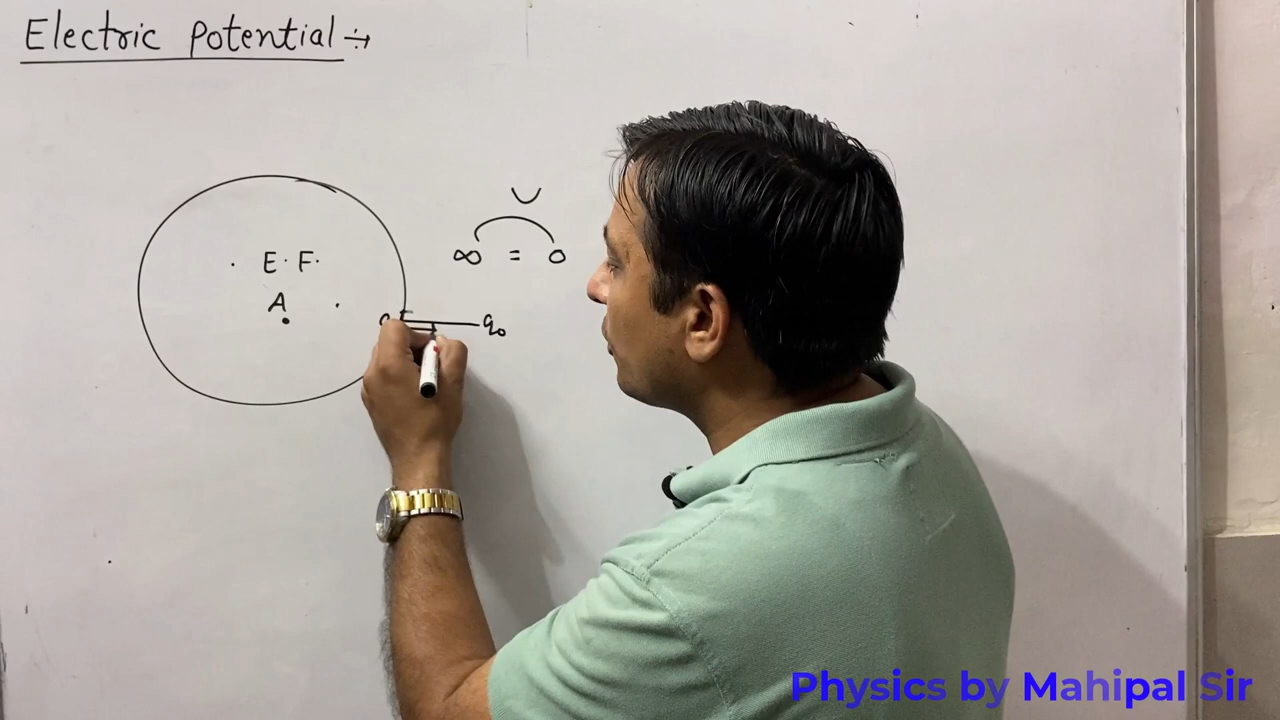 Electric Potential :→
E. F.
A
∞ = 0
q₀
Physics by Mahipal Sir